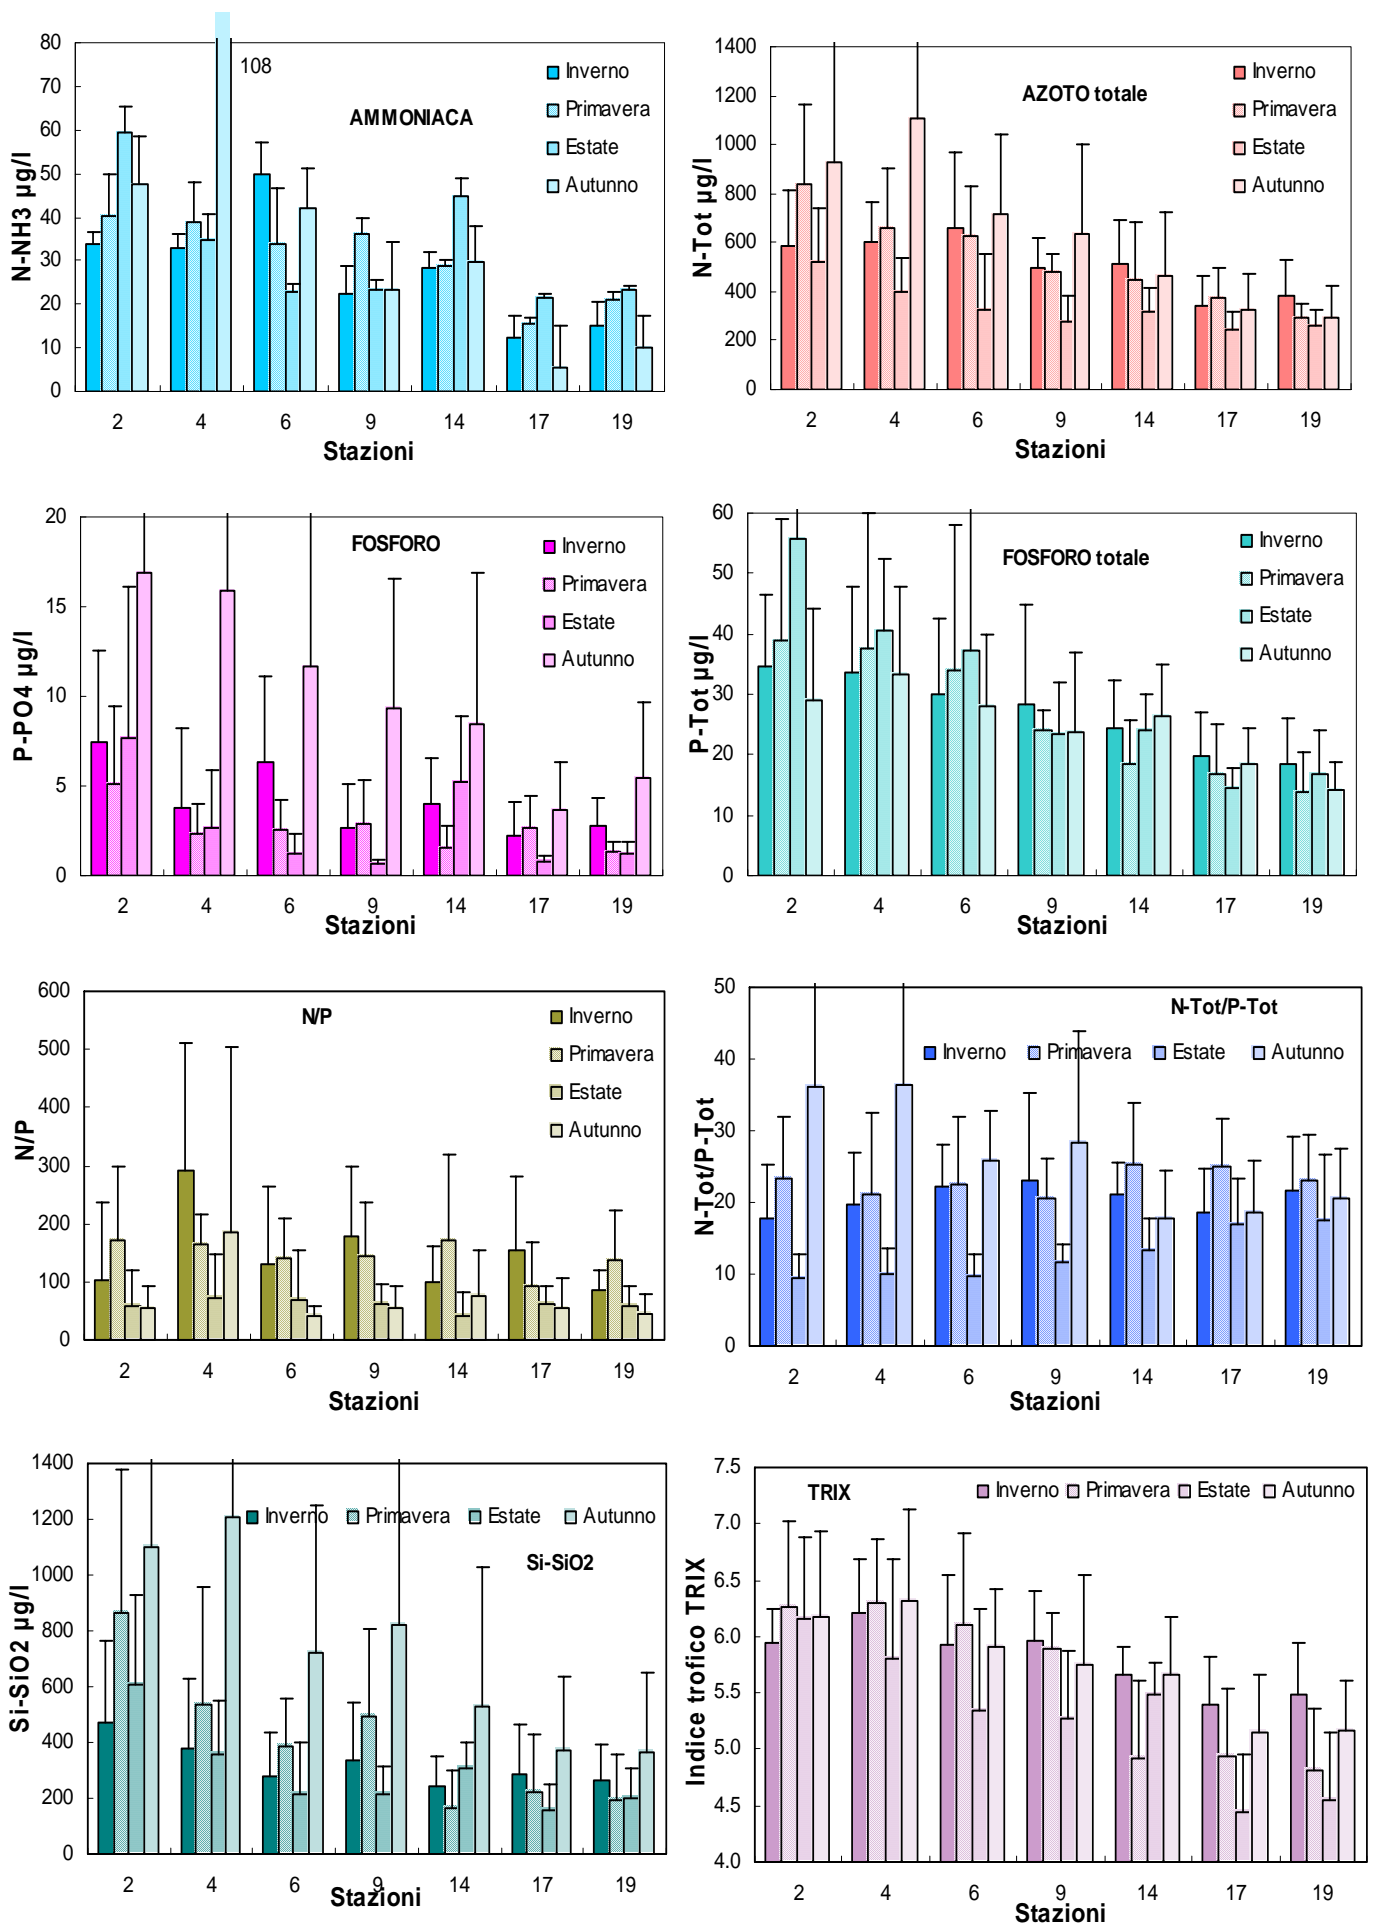 108
80
70
60
50
40
30
20
10
0
N-NH3 µg/l
AMMONIACA
Inverno
Primavera
Estate
Autunno
2 4 6 9 14 17 19
Stazioni
1400
1200
1000
800
600
400
200
0
N-Tot µg/l
AZOTO totale
Inverno
Primavera
Estate
Autunno
2 4 6 9 14 17 19
Stazioni
20
15
10
5
0
P-PO4 µg/l
FOSFORO
Inverno
Primavera
Estate
Autunno
2 4 6 9 14 17 19
Stazioni
60
50
40
30
20
10
0
P-Tot µg/l
FOSFORO totale
Inverno
Primavera
Estate
Autunno
2 4 6 9 14 17 19
Stazioni
600
500
400
300
200
100
0
N/P
N/P
Inverno
Primavera
Estate
Autunno
2 4 6 9 14 17 19
Stazioni
50
40
30
20
10
0
N-Tot/P-Tot
N-Tot/P-Tot
Inverno Primavera Estate Autunno
2 4 6 9 14 17 19
Stazioni
1400
1200
1000
800
600
400
200
0
Si-SiO2 µg/l
Inverno Primavera Estate Autunno
Si-SiO2
2 4 6 9 14 17 19
Stazioni
7.5
7.0
6.5
6.0
5.5
5.0
4.5
4.0
Indice trofico TRIX
TRIX
Inverno Primavera Estate Autunno
2 4 6 9 14 17 19
Stazioni